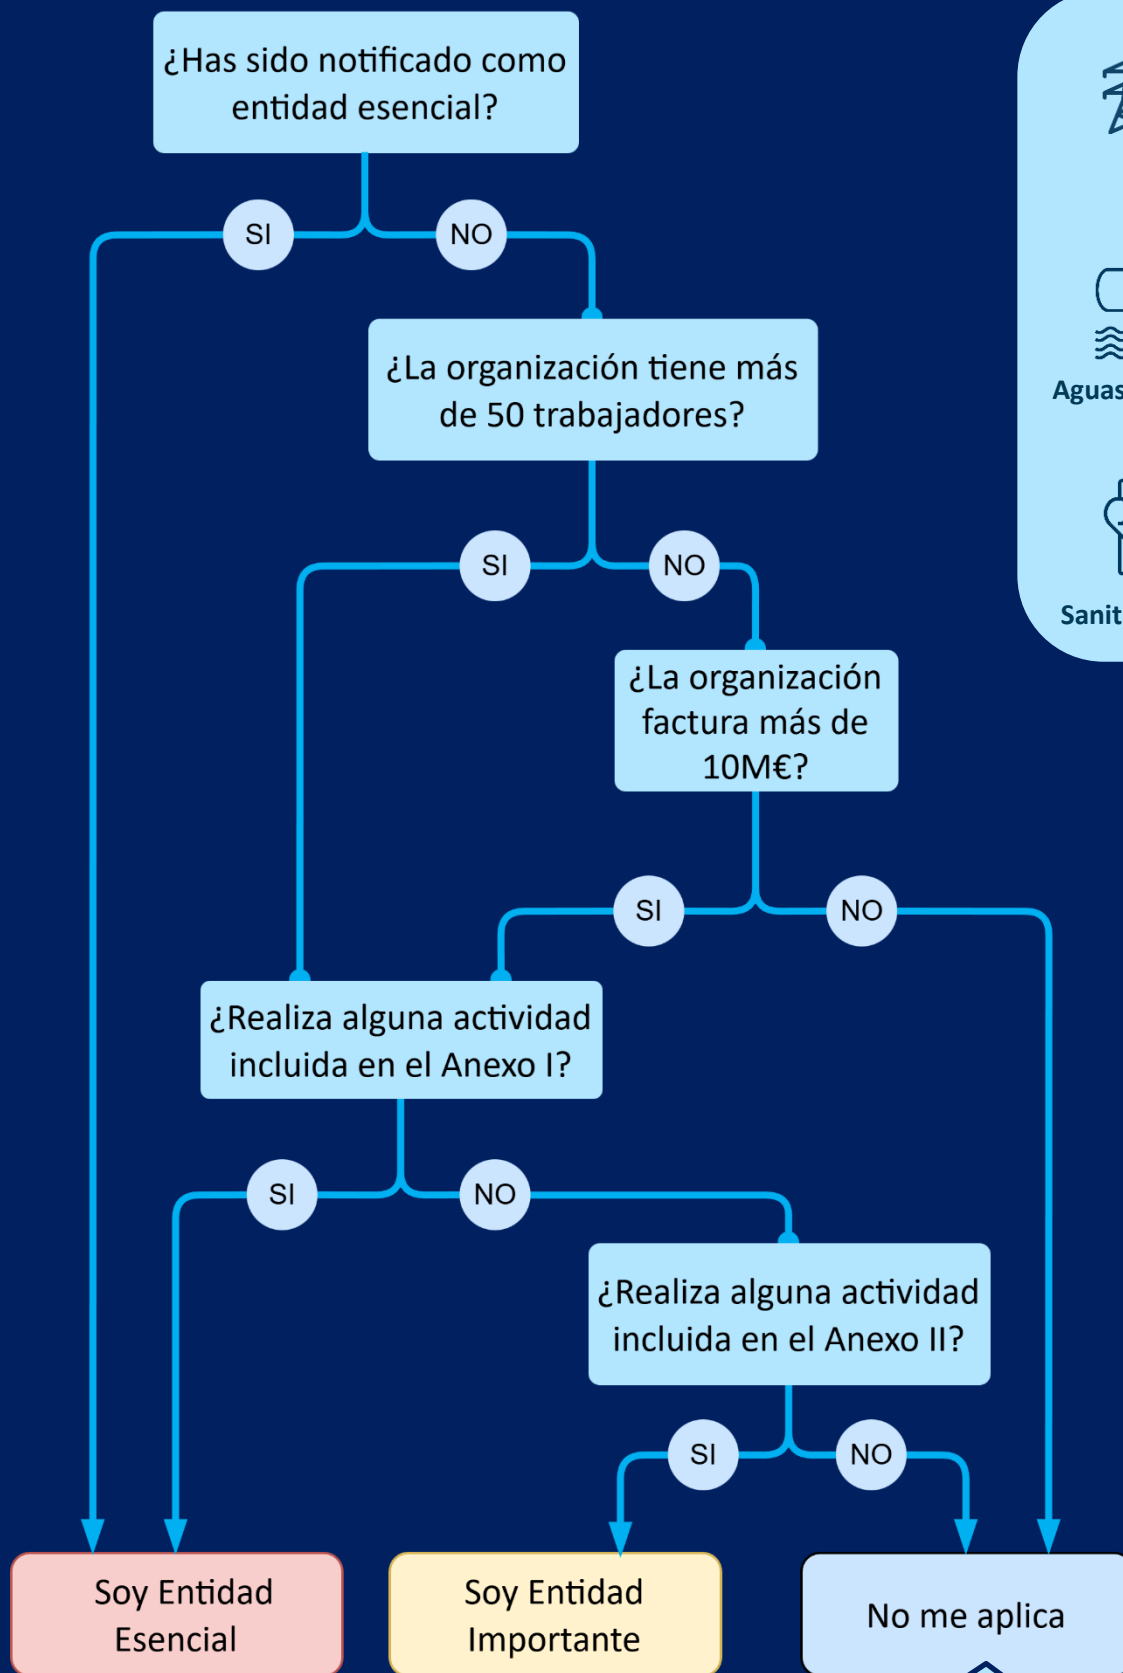 ¿Has sido notificado como
entidad esencial?
SI
NO
¿La organización tiene más
de 50 trabajadores?
SI
NO
¿La organización
factura más de
10M€?
SI
NO
¿Realiza alguna actividad
incluida en el Anexo I?
SI
NO
¿Realiza alguna actividad
incluida en el Anexo II?
SI
NO
Soy Entidad
Esencial
Soy Entidad
Importante
No me aplica
Aguas
Sanit